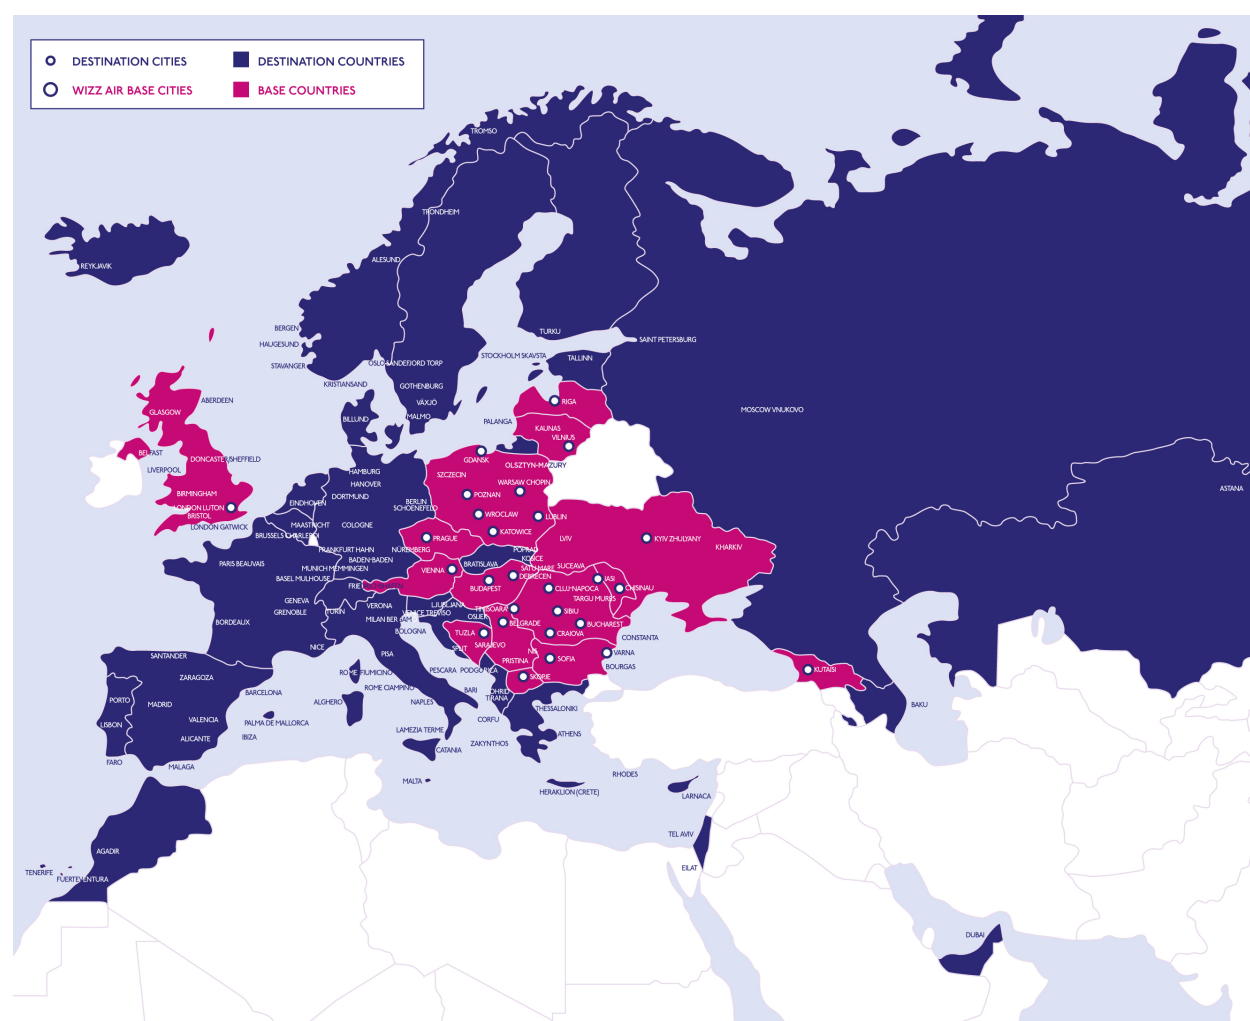 DESTINATION CITIES
DESTINATION COUNTRIES
WIZZ AIR BASE CITIES
BASE COUNTRIES
TROMSO
TRONDHEIM
ALESUND
REYKJAVIK
BERGEN
HAUGESUND
STAVANGER
TURKU
SAINT PETERSBURG
STOCKHOLM SKAVSTA
TALLINN
OSLO SANDEFJORD TORP
KRISTIANSAND
GOTHENBURG
VÄXJÖ
MALMO
BILLUND
ABERDEEN
GLASGOW
RIGA
MOSCOW VNUKOVO
PALANGA
KAUNAS
VILNIUS
BELFAST
LIVERPOOL
DONCASTER/SHEFFIELD
BIRMINGHAM
LONDON LUTON
BRISTOL
LONDON GATWICK
GDANSK
OLSZTYN-MAZURY
SZCZECIN
WARSAW CHOPIN
POZNAN
WROCLAW
LUBLIN
KATOWICE
HAMBURG
HANOVER
DORTMUND
BERLIN
SCHOENEFELD
EINDHOVEN
MAASTRICHT
COLOGNE
BRUSSELS CHARLEROI
FRANKFURT HAHN
NUREMBERG
BADEN-BADEN
MUNICH MEMMINGEN
BASEL MULHOUSE
PRAGUE
LVIV
KYIV ZHULYANY
KHARKIV
ASTANA
PARIS BEAUVAIS
POPRAD
KOSICE
BRATISLAVA
VIENNA
SATU MARE
SUCEAVA
DEBRECEN
BUDAPEST
CLUJ-NAPOCA
IASI
CHISINAU
TARGU MURES
GENEVA
GRENOBLE
TURIN
VERONA
MILAN BERGAM
VENICE TREVISO
LJUBLJANA
OSIJEK
TIMISOARA
SIBIU
BELGRADE
BUCHAREST
CRAIOVA
CONSTANTA
BORDEAUX
NICE
BOLOGNA
PISA
TUZLA
SPLIT
SARAJEVO
NIS
PRISTINA
SOFIA
VARNA
BOURGAS
KUTAISI
BAKU
SANTANDER
ZARAGOZA
BARCELONA
PORTO
MADRID
VALENCIA
LISBON
ALICANTE
FARO
MALAGA
IBIZA
PALMA DE MALLORCA
ALGHERO
ROME FIUMICINO
ROME CIAMPINO
PESCARA
PODGORICA
SKOPJE
OHRID
TIRANA
BARI
NAPLES
THESSALONIKI
CORFU
LAMEZIA TERME
CATANIA
ZAKYNTHOS
ATHENS
MALTA
HERAKLION (CRETE)
RHODES
LARNACA
TEL AVIV
EILAT
AGADIR
TENERIFE
FUERTEVENTURA
DUBAI